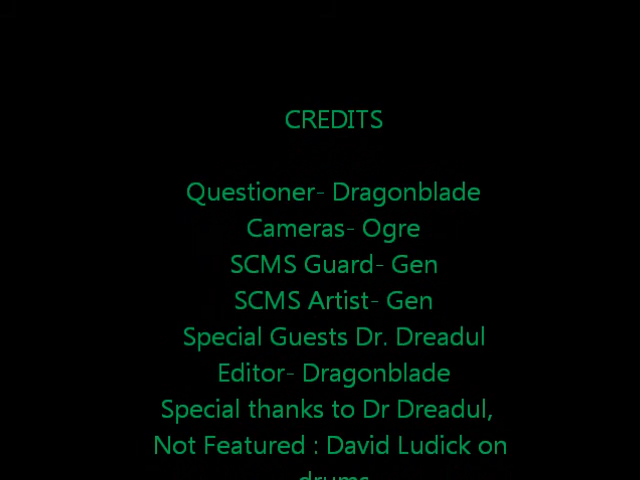 CREDITS
Questioner- Dragonblade
Cameras- Ogre
SCMS Guard- Gen
SCMS Artist- Gen
Special Guests Dr. Dreadul
Editor- Dragonblade
Special thanks to Dr Dreadul,
Not Featured : David Ludick on
drums